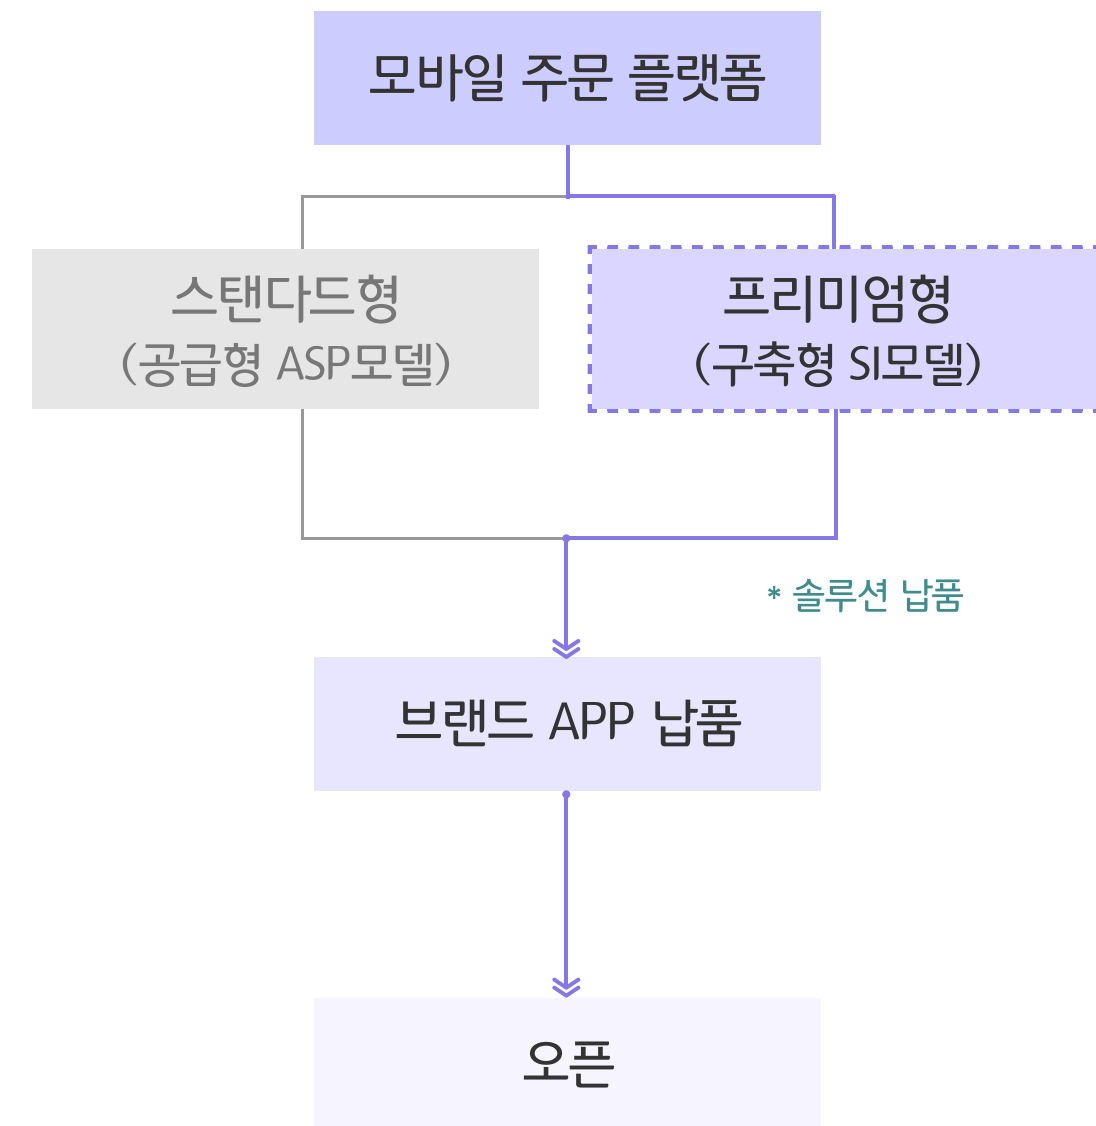 모바일 주문 플랫폼
스탠다드형
(공급형 ASP모델)
프리미엄형
(구축형 SI모델)
* 솔루션 납품
브랜드 APP 납품
오픈